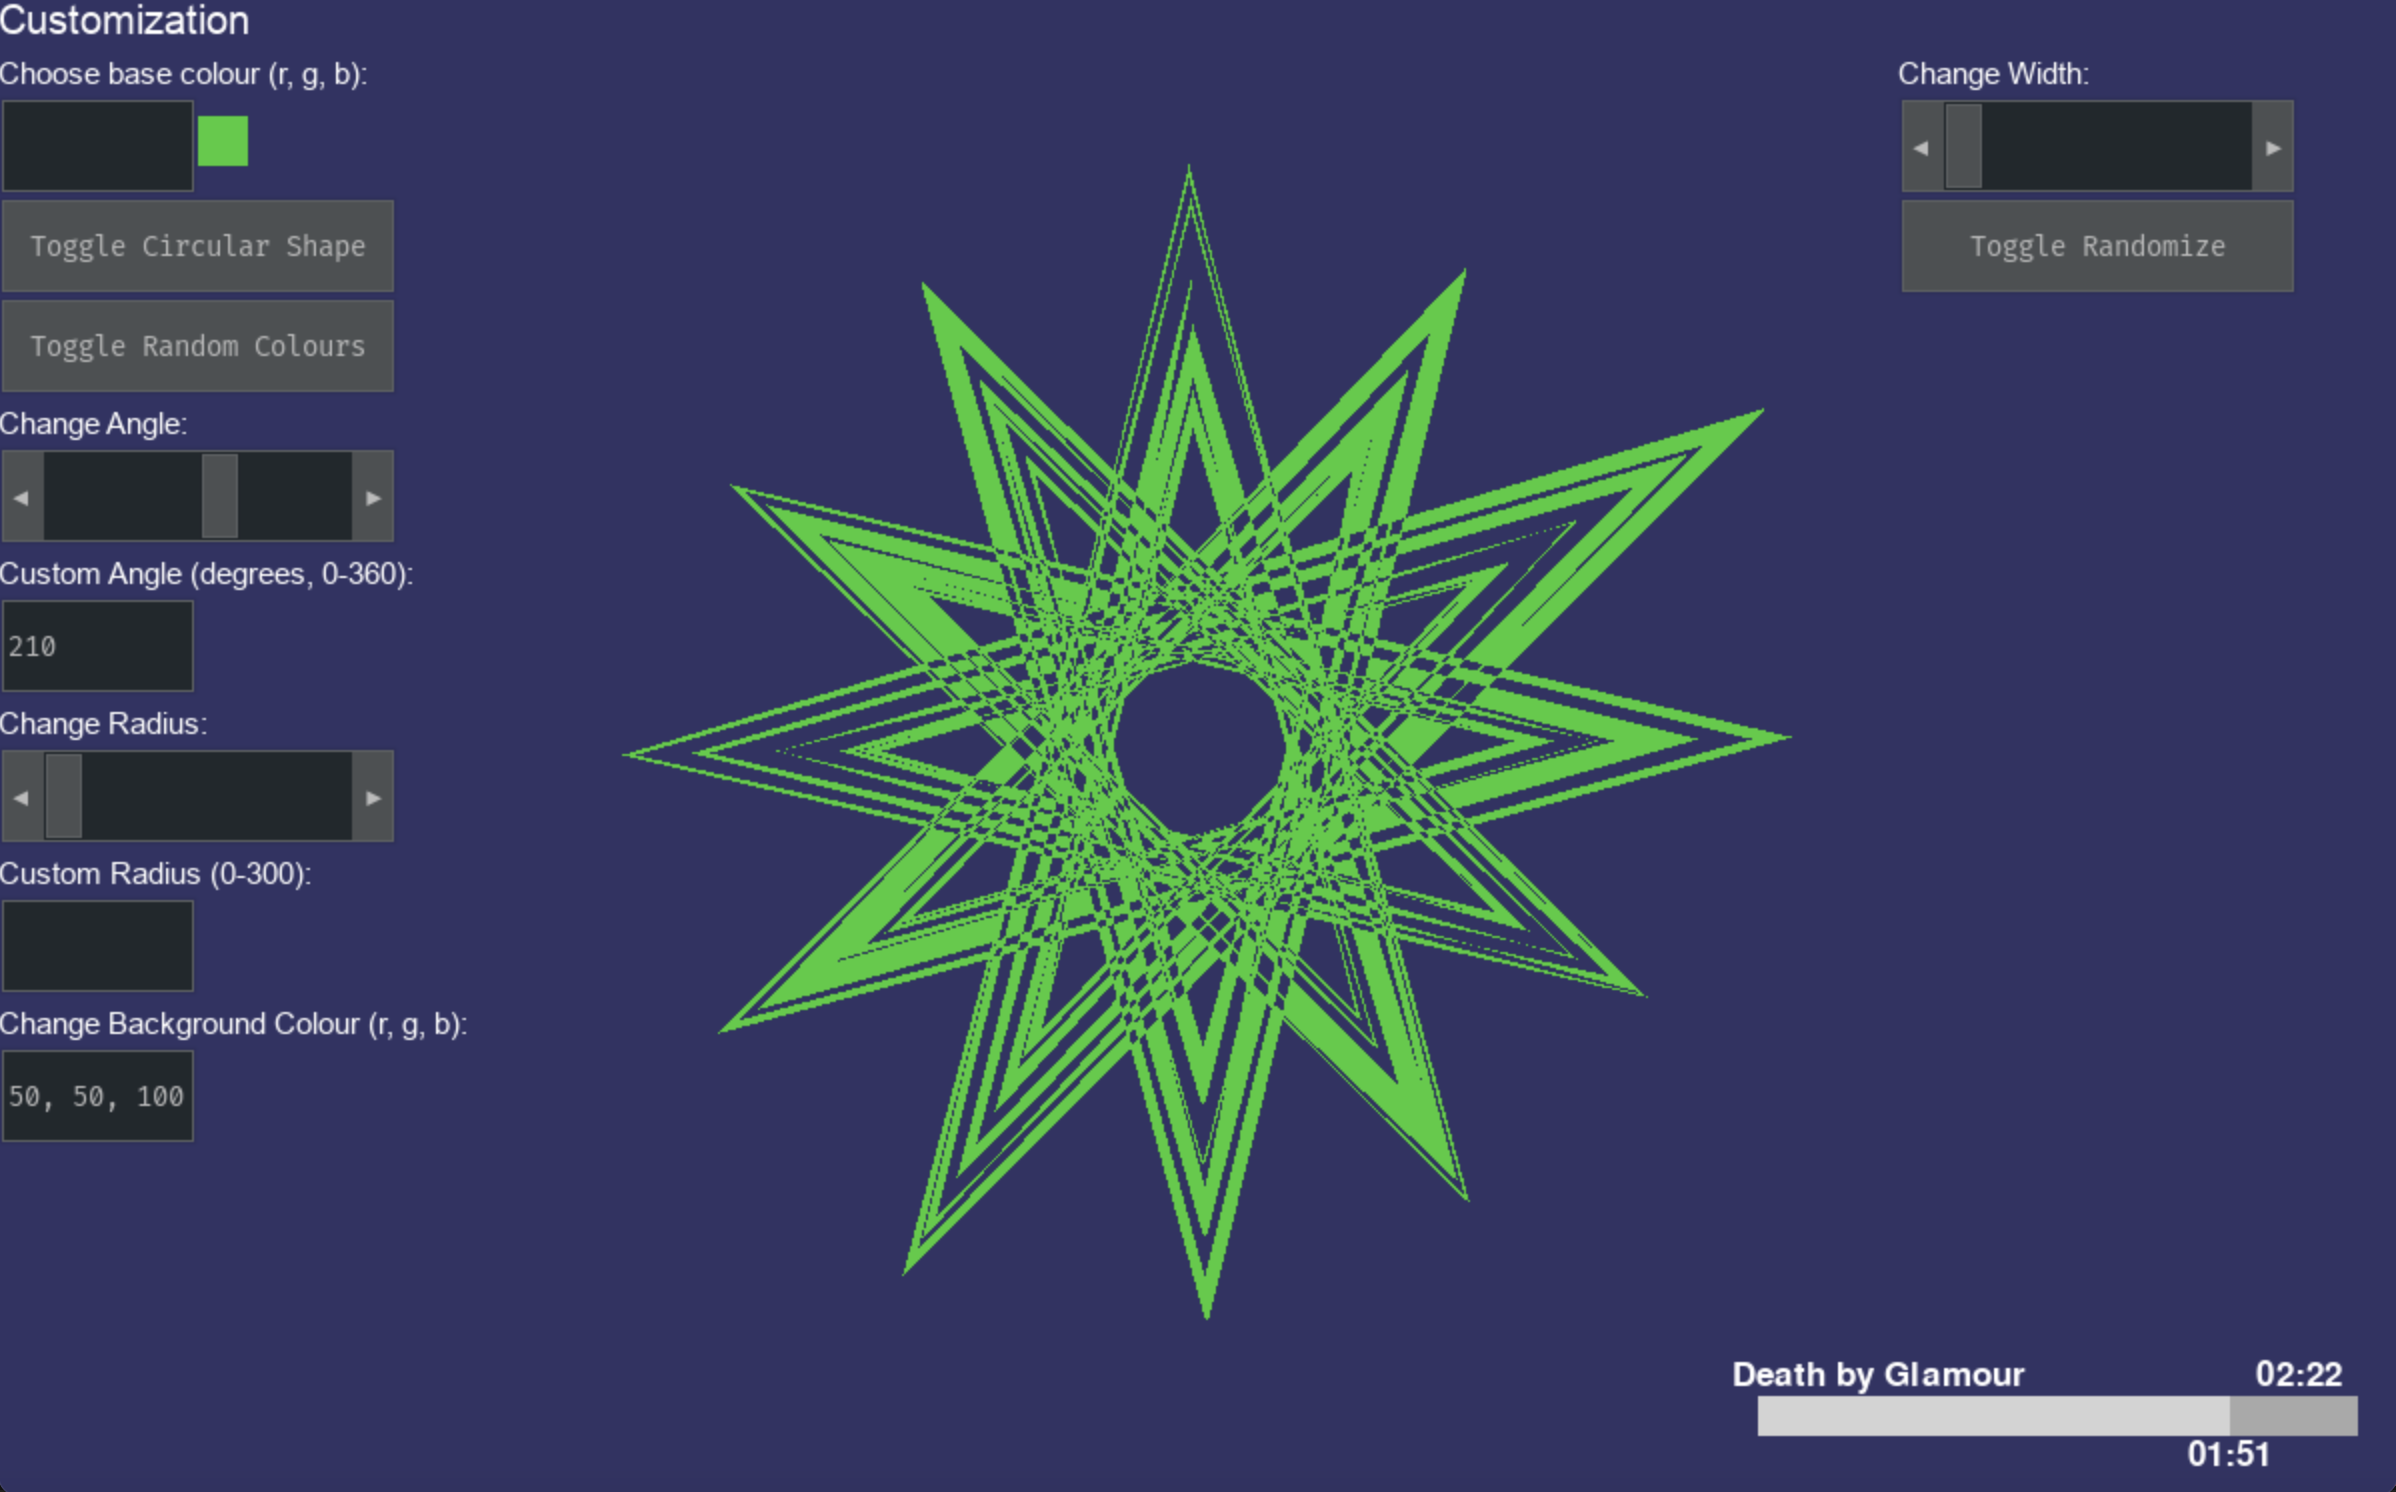 Customization
Choose base colour (r, g, b):
Toggle Circular Shape
Toggle Random Colours
Change Angle:
Custom Angle (degrees, 0-360):
210
Change Radius:
Custom Radius (0-300):
Change Background Colour (r, g, b):
50, 50, 100
Change Width:
Toggle Randomize
Death by Glamour 02:22
01:51